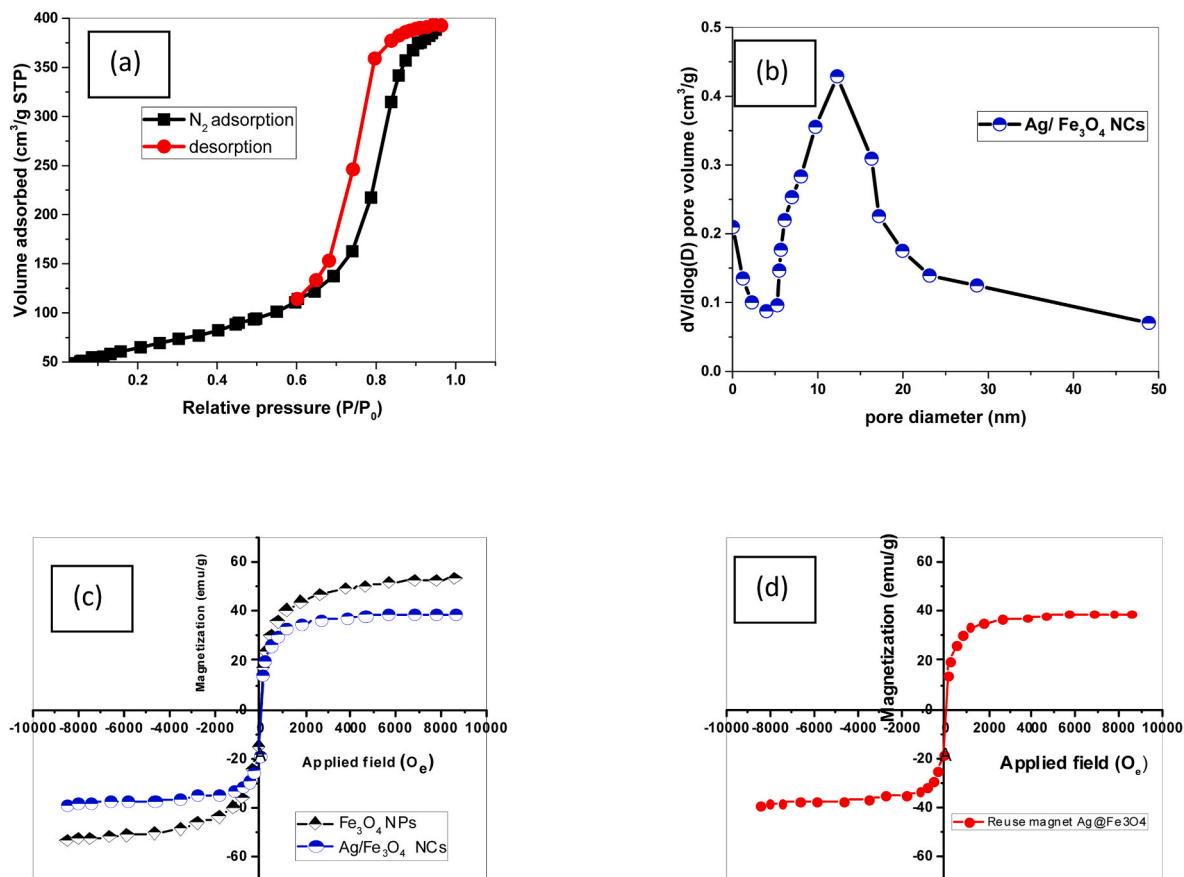 (a)
Volume adsorbed (cm³/g STP)
400
350
300
250
200
150
100
50
N₂ adsorption
desorption
0.2 0.4 0.6 0.8 1.0
Relative pressure (P/P₀)
(b)
dV/dlog(D) pore volume (cm³/g)
0.5
0.4
0.3
0.2
0.1
0.0
Ag/ Fe₃O₄ NCs
0 10 20 30 40 50
pore diameter (nm)
(c)
Magnetization (emu/g)
60
40
20
0
-10000 -8000 -6000 -4000 -2000 0 2000 4000 6000 8000 10000
-20
Applied field (Oₑ)
-40
-60
Fe₃O₄ NPs
Ag/Fe₃O₄ NCs
(d)
Magnetization (emu/g)
60
40
20
0
-10000 -8000 -6000 -4000 -2000 0 2000 4000 6000 8000 10000
-20
Applied field (Oₑ)
-40
Reuse magnet Ag@Fe3O4
-60